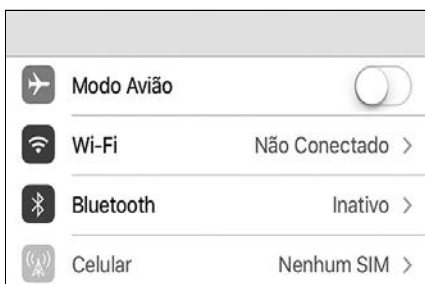 Modo Avião
Wi-Fi Não Conectado
Bluetooth Inativo
Celular Nenhum SIM